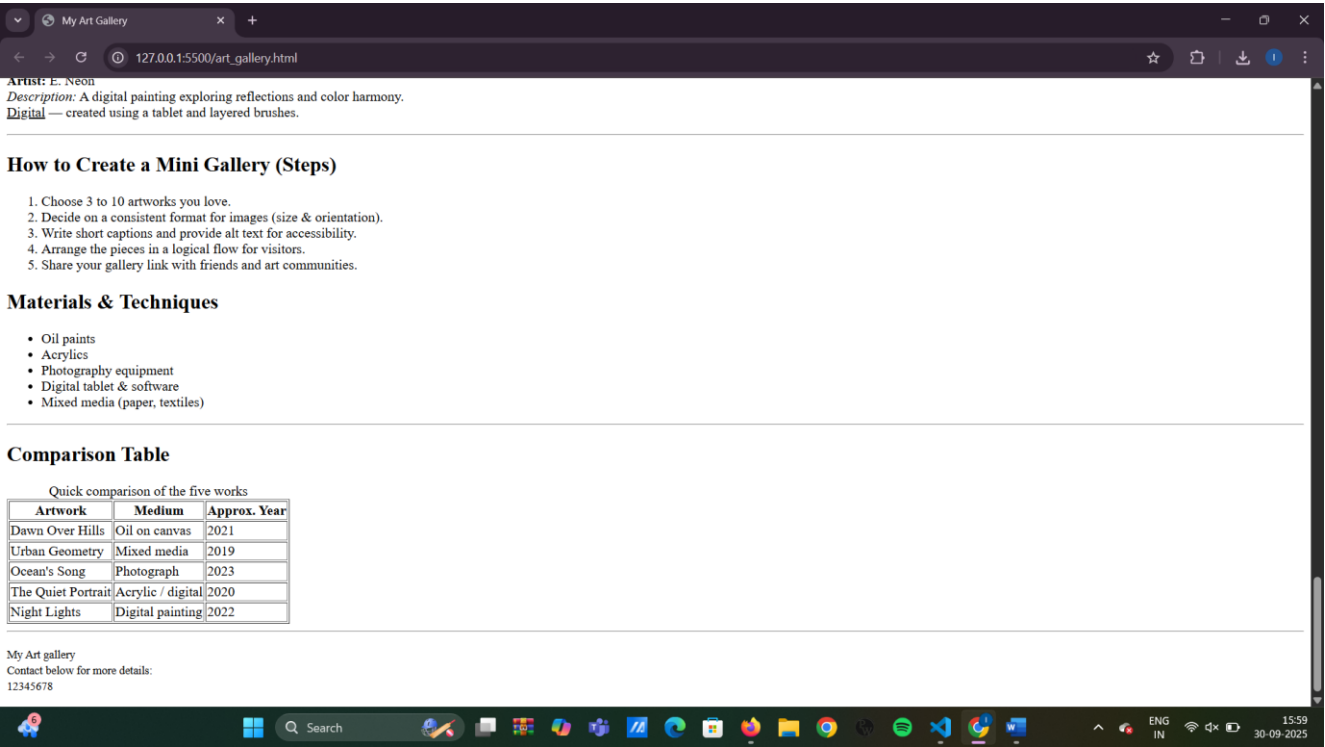 My Art Gallery
127.0.0.1:5500/art_gallery.html
Artist: E. Neon
Description: A digital painting exploring reflections and color harmony.
Digital — created using a tablet and layered brushes.
How to Create a Mini Gallery (Steps)
1. Choose 3 to 10 artworks you love.
2. Decide on a consistent format for images (size & orientation).
3. Write short captions and provide alt text for accessibility.
4. Arrange the pieces in a logical flow for visitors.
5. Share your gallery link with friends and art communities.
Materials & Techniques
• Oil paints
• Acrylics
• Photography equipment
• Digital tablet & software
• Mixed media (paper, textiles)
Comparison Table
Quick comparison of the five works
Artwork Medium Approx. Year
Dawn Over Hills Oil on canvas 2021
Urban Geometry Mixed media 2019
Ocean's Song Photograph 2023
The Quiet Portrait Acrylic / digital 2020
Night Lights Digital painting 2022
My Art gallery
Contact below for more details:
12345678
6
Search
ENG
IN
15:59
30-09-2025